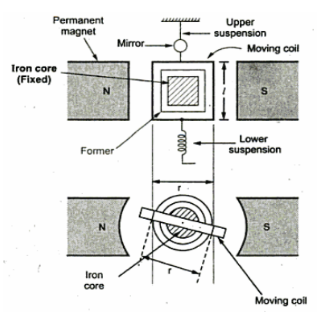 Permanent
magnet
Upper
suspension
Mirror
Moving coil
Iron core
(Fixed)
N
l
S
Former
Lower
suspension
r
N
S
Iron
core
r
Moving coil